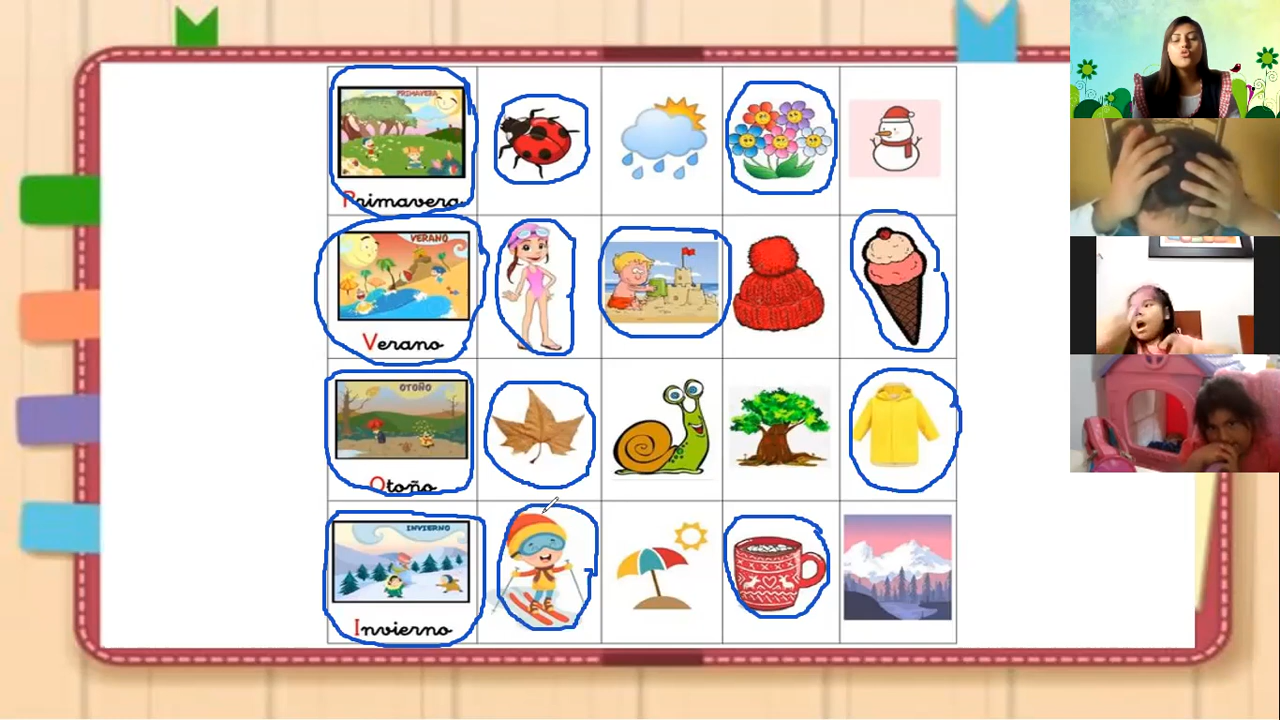 PRIMAVERA
Primavera
VERANO
Verano
OTOÑO
Otoño
INVIERNO
Invierno